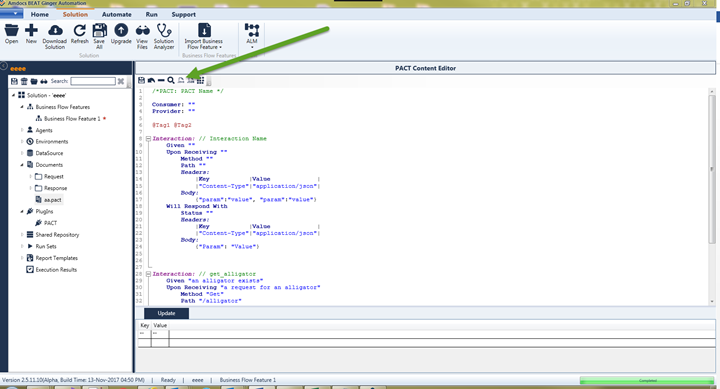 Amdocs BEAT Ginger Automation
Home Solution Automate Run Support
Open New Download Solution Refresh Save All Upgrade View Files Solution Analyzer Import Business Flow Feature ALM
Solution Business Flow Features
eeee
PACT Content Editor
Search:
Solution - 'eeee'
Business Flow Features
Business Flow Feature 1 *
Agents
Environments
DataSource
Documents
Request
Response
aa.pact
PlugIns
PACT
Shared Repository
Run Sets
Report Templates
Execution Results
1 /*PACT: PACT Name */
2
3 Consumer: ""
4 Provider: ""
5
6 @Tag1 @Tag2
7
8 Interaction: // Interaction Name
9 Given ""
10 Upon Receiving ""
11 Method ""
12 Path ""
13 Headers:
14 |Key |Value |
15 |"Content-Type"|"application/json"|
16 Body:
17 {"param":"value", "param":"value"}
18 Will Respond With
19 Status ""
20 Headers:
21 |Key |Value |
22 |"Content-Type"|"application/json"|
23 Body:
24 {"Param": "Value"}
25
26
27
28 Interaction: // get_alligator
29 Given "an alligator exists"
30 Upon Receiving "a request for an alligator"
31 Method "Get"
32 Path "/alligator"
Update
Key Value
"" ""
Version 2.5.11.10(Alpha, Build Time: 13-Nov-2017 04:50 PM) | Ready | eeee | Business Flow Feature 1
Completed